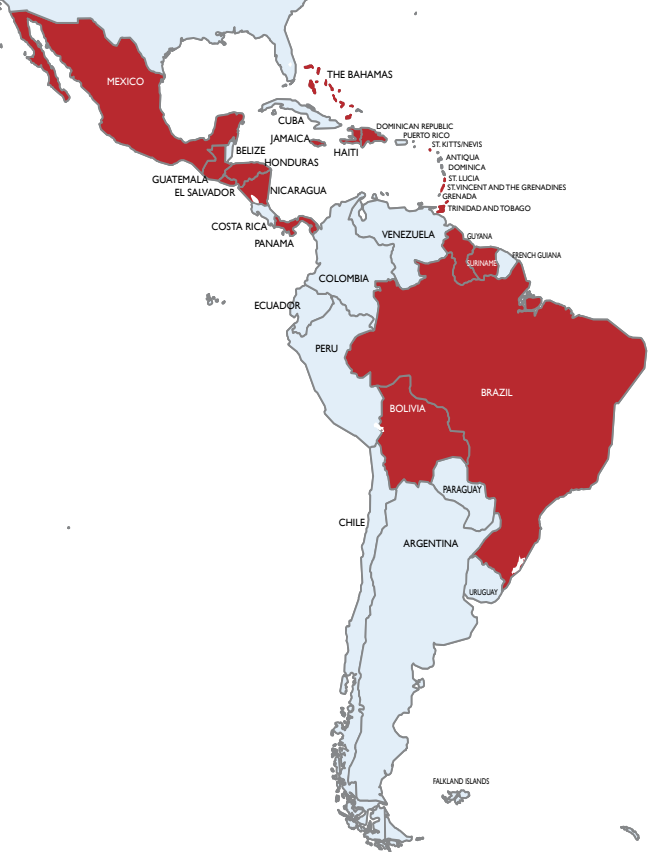 MEXICO
THE BAHAMAS
CUBA
DOMINICAN REPUBLIC
PUERTO RICO
JAMAICA
ST. KITTS/NEVIS
HAITI
BELIZE
ANTIQUA
HONDURAS
DOMINICA
GUATEMALA
ST. LUCIA
EL SALVADOR
NICARAGUA
ST.VINCENT AND THE GRENADINES
GRENADA
TRINIDAD AND TOBAGO
COSTA RICA
PANAMA
VENEZUELA
GUYANA
FRENCH GUIANA
SURINAME
COLOMBIA
ECUADOR
PERU
BRAZIL
BOLIVIA
PARAGUAY
CHILE
ARGENTINA
URUGUAY
FALKLAND ISLANDS